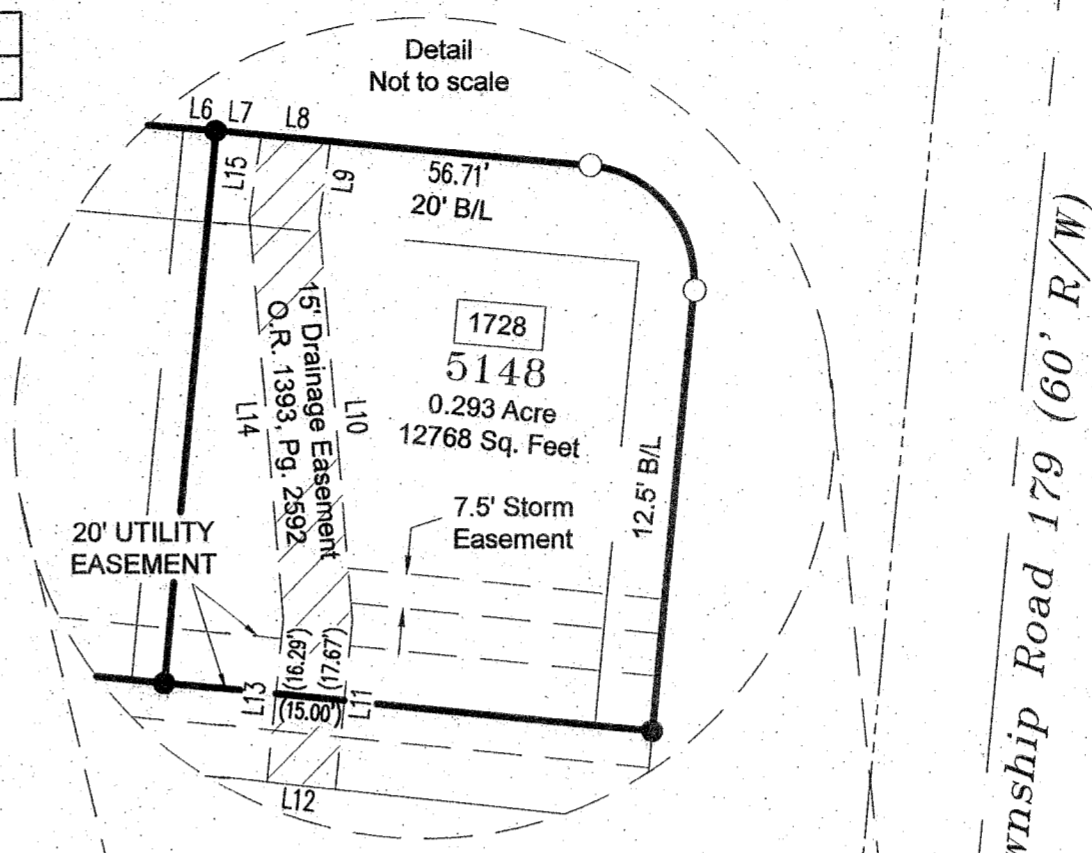 Detail
Not to scale
L6
L7
L8
L15
L9
56.71'
20' B/L
1728
5148
0.293 Acre
12768 Sq. Feet
15' Drainage Easement
O.R. 1393, Pg. 2592
L14
L10
12.5' B/L
7.5' Storm
Easement
20' UTILITY
EASEMENT
(16.29')
(17.67')
L13
(15.00')
L11
L12
wnship Road 179 (60' R/W)